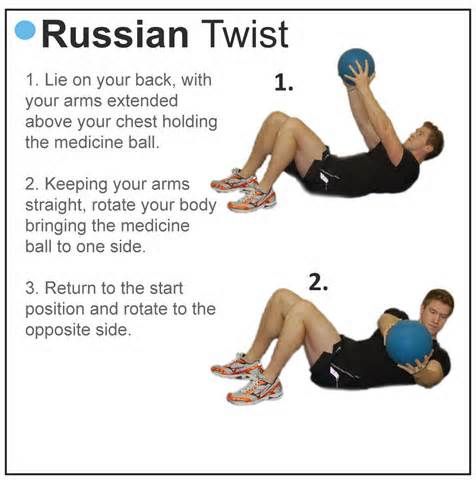 Russian Twist
1. Lie on your back, with
your arms extended
above your chest holding
the medicine ball.
2. Keeping your arms
straight, rotate your body
bringing the medicine
ball to one side.
3. Return to the start
position and rotate to the
opposite side.
1.
2.